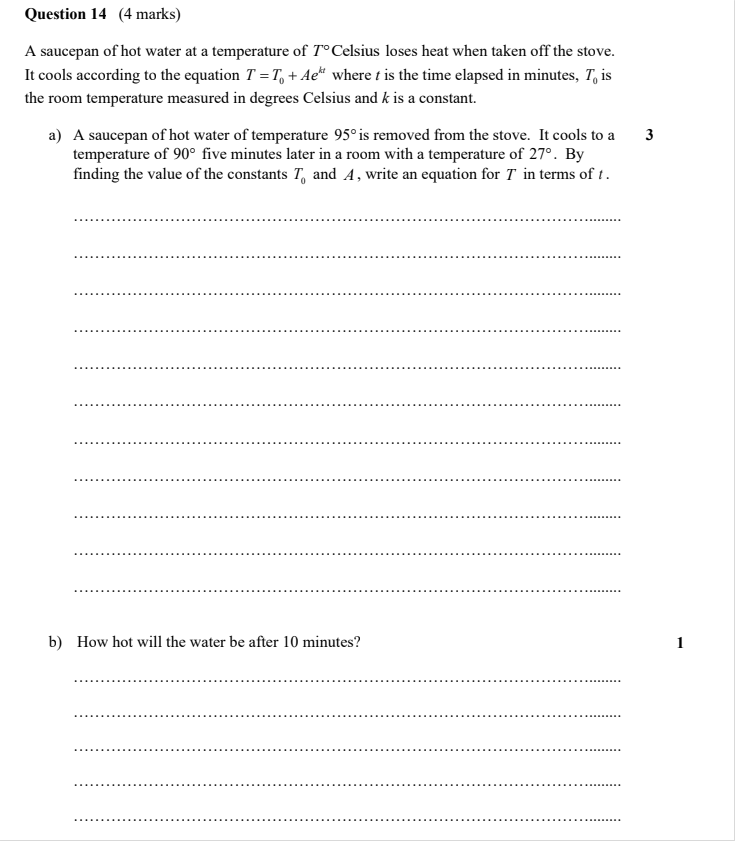 Question 14 (4 marks)
A saucepan of hot water at a temperature of T° Celsius loses heat when taken off the stove.
It cools according to the equation T = T₀ + Ae^{kt} where t is the time elapsed in minutes, T₀ is
the room temperature measured in degrees Celsius and k is a constant.
a) A saucepan of hot water of temperature 95° is removed from the stove. It cools to a 3
temperature of 90° five minutes later in a room with a temperature of 27°. By
finding the value of the constants T₀ and A, write an equation for T in terms of t.
b) How hot will the water be after 10 minutes? 1